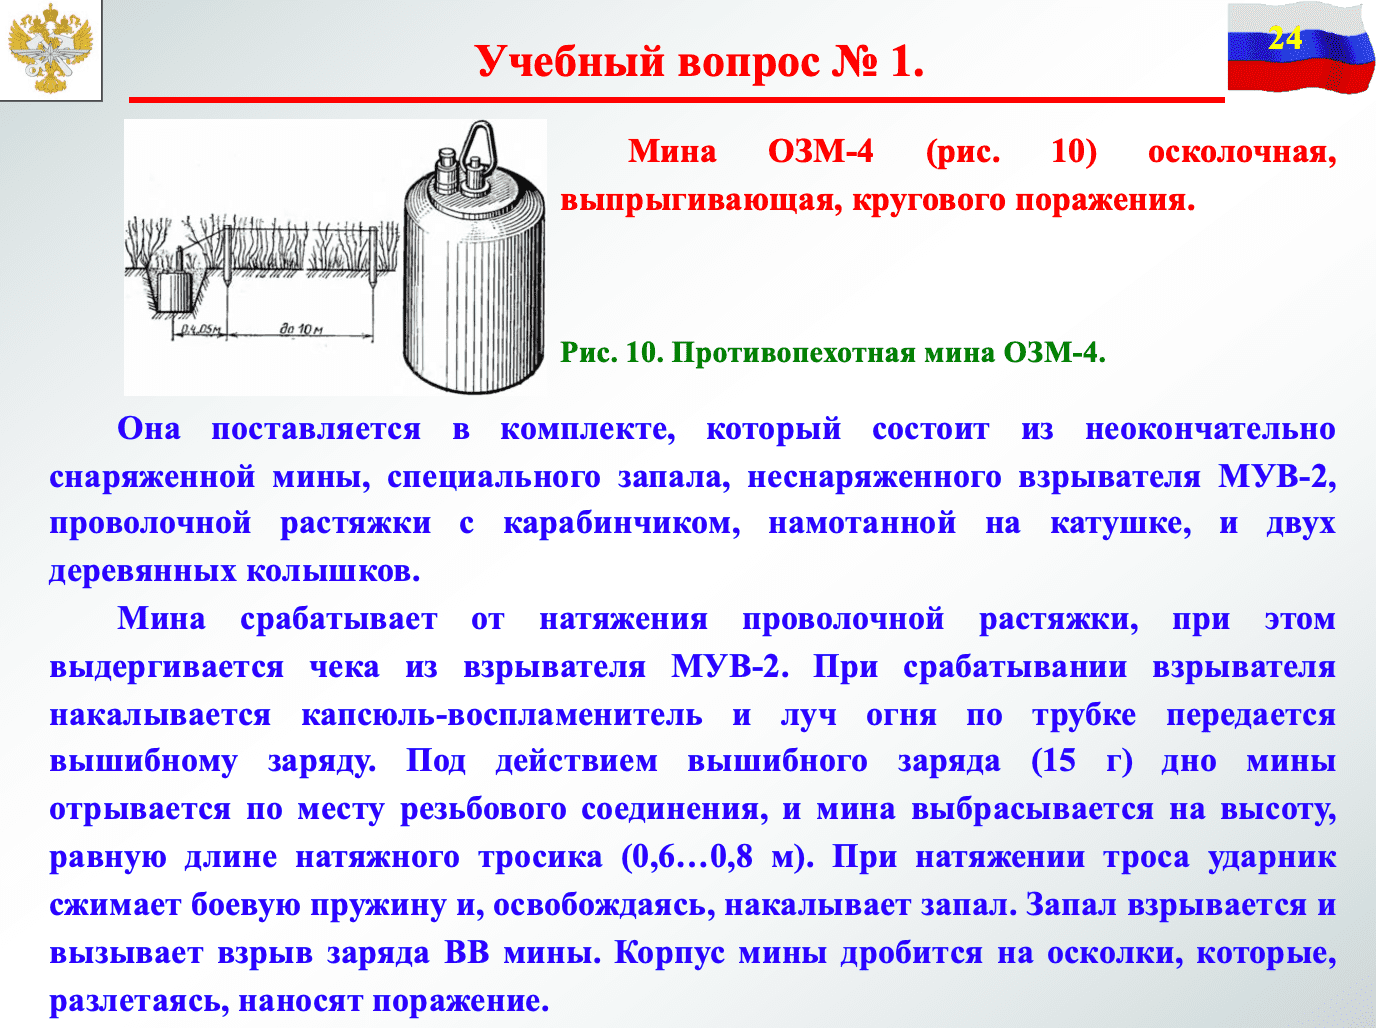 24
Учебный вопрос № 1.
Мина ОЗМ-4 (рис. 10) осколочная,
выпрыгивающая, кругового поражения.
0,4..0,5м
до 10 м
Рис. 10. Противопехотная мина ОЗМ-4.
Она поставляется в комплекте, который состоит из неокончательно
снаряженной мины, специального запала, неснаряженного взрывателя МУВ-2,
проволочной растяжки с карабинчиком, намотанной на катушке, и двух
деревянных колышков.
Мина срабатывает от натяжения проволочной растяжки, при этом
выдергивается чека из взрывателя МУВ-2. При срабатывании взрывателя
накалывается капсюль-воспламенитель и луч огня по трубке передается
вышибному заряду. Под действием вышибного заряда (15 г) дно мины
отрывается по месту резьбового соединения, и мина выбрасывается на высоту,
равную длине натяжного тросика (0,6…0,8 м). При натяжении троса ударник
сжимает боевую пружину и, освобождаясь, накалывает запал. Запал взрывается и
вызывает взрыв заряда ВВ мины. Корпус мины дробится на осколки, которые,
разлетаясь, наносят поражение.